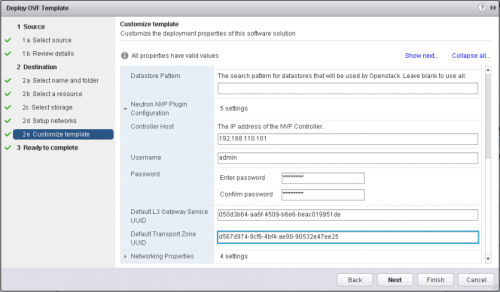 Deploy OVF Template
1 Source
1a Select source
1b Review details
2 Destination
2a Select name and folder
2b Select a resource
2c Select storage
2d Setup networks
2e Customize template
3 Ready to complete
Customize template
Customize the deployment properties of this software solution
All properties have valid values
Show next...
Collapse all...
Datastore Pattern
The search pattern for datastores that will be used by Openstack. Leave blank to use all.
Neutron NVP Plugin Configuration
5 settings
Controller Host
The IP address of the NVP Controller.
192.168.110.101
Username
admin
Password
Enter password
********
Confirm password
********
Default L3 Gateway Service UUID
050d3b64-aa6f-4509-b6e6-beac019951de
Default Transport Zone UUID
d567d974-8cf6-4bf4-ae90-90532e47ee25
Networking Properties
4 settings
Back
Next
Finish
Cancel